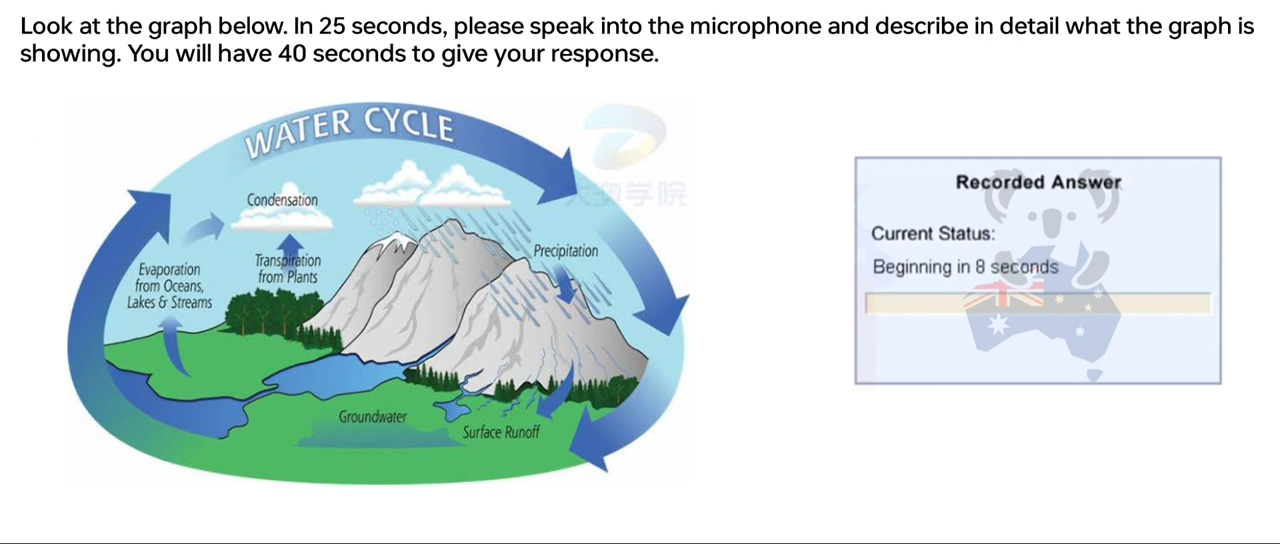 Look at the graph below. In 25 seconds, please speak into the microphone and describe in detail what the graph is
showing. You will have 40 seconds to give your response.
WATER CYCLE
Condensation
Transpiration
from Plants
Evaporation
from Oceans,
Lakes & Streams
Precipitation
Groundwater
Surface Runoff
学院
Recorded Answer
Current Status:
Beginning in 8 seconds